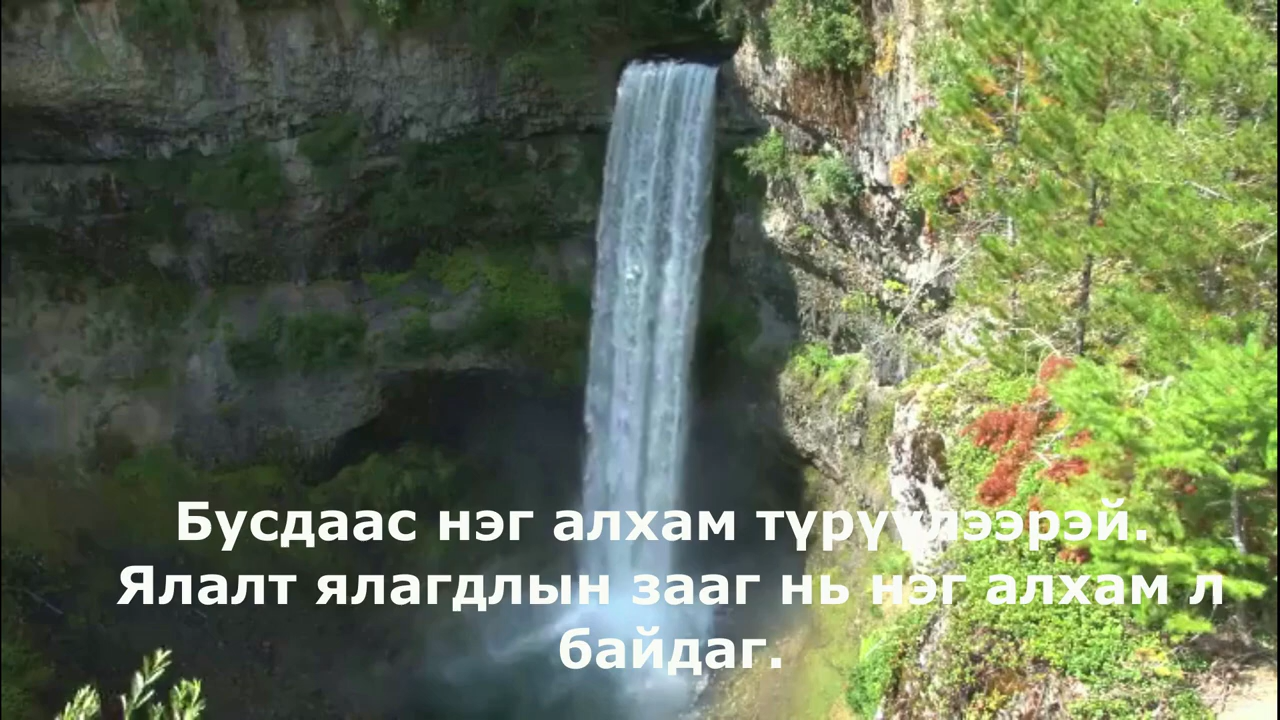 Бусдаас нэг алхам түрүүлээрэй.
Ялалт ялагдлын зааг нь нэг алхам л
байдаг.